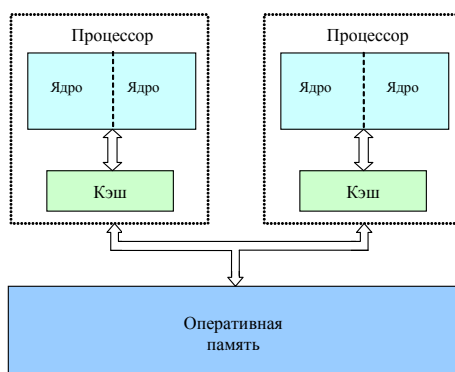 Процессор
Процессор
Ядро
Ядро
Ядро
Ядро
Кэш
Кэш
Оперативная
память